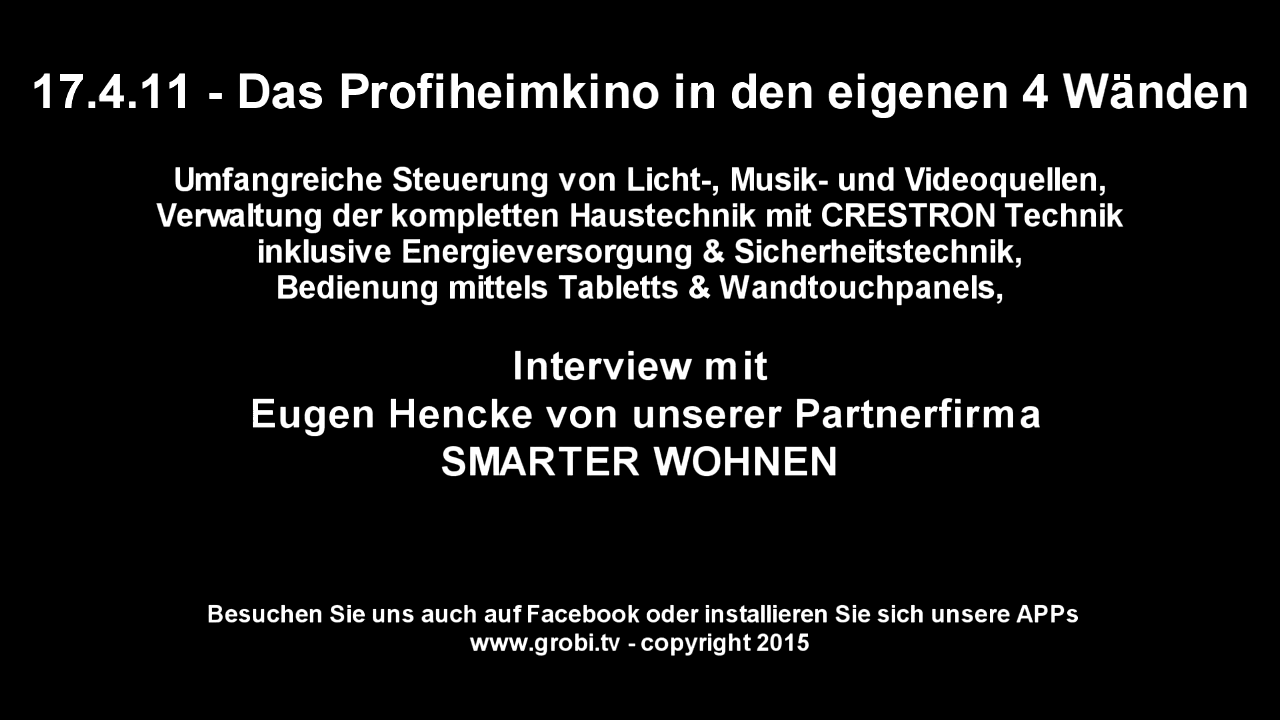 17.4.11 - Das Profiheimkino in den eigenen 4 Wänden
Umfangreiche Steuerung von Licht-, Musik- und Videoquellen,
Verwaltung der kompletten Haustechnik mit CRESTRON Technik
inklusive Energieversorgung & Sicherheitstechnik,
Bedienung mittels Tabletts & Wandtouchpanels,
Interview mit
Eugen Hencke von unserer Partnerfirma
SMARTER WOHNEN
Besuchen Sie uns auch auf Facebook oder installieren Sie sich unsere APPs
www.grobi.tv - copyright 2015